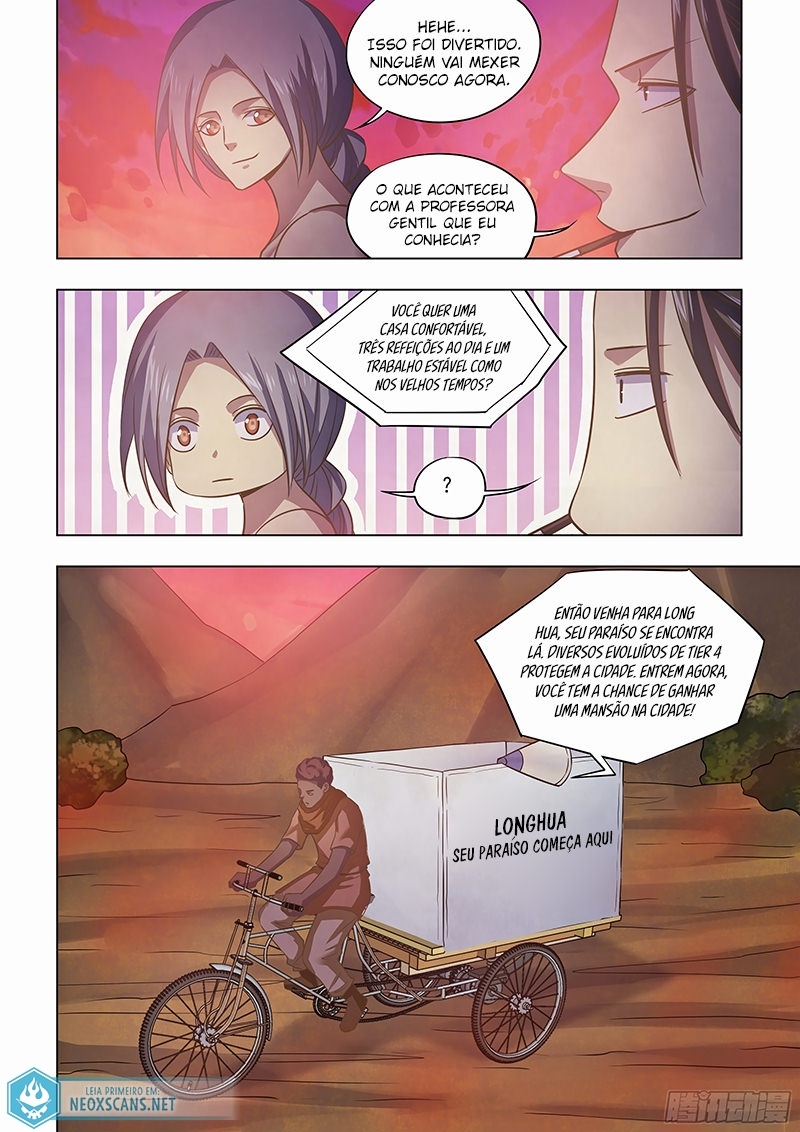 HEHE...
ISSO FOI DIVERTIDO.
NINGUÉM VAI MEXER
CONOSCO AGORA.
O QUE ACONTECEU
COM A PROFESSORA
GENTIL QUE EU
CONHECIA?
VOCÊ QUER UMA
CASA CONFORTÁVEL,
TRÊS REFEIÇÕES AO DIA E UM
TRABALHO ESTÁVEL COMO
NOS VELHOS TEMPOS?
?
ENTÃO VENHA PARA LONG
HUA, SEU PARAÍSO SE ENCONTRA
LÁ. DIVERSOS EVOLUÍDOS DE TIER 4
PROTEGEM A CIDADE. ENTREM AGORA,
VOCÊ TEM A CHANCE DE GANHAR
UMA MANSÃO NA CIDADE!
LONGHUA
SEU PARAÍSO COMEÇA AQUI
LEIA PRIMEIRO EM:
NEOXSCANS.NET
腾讯动漫